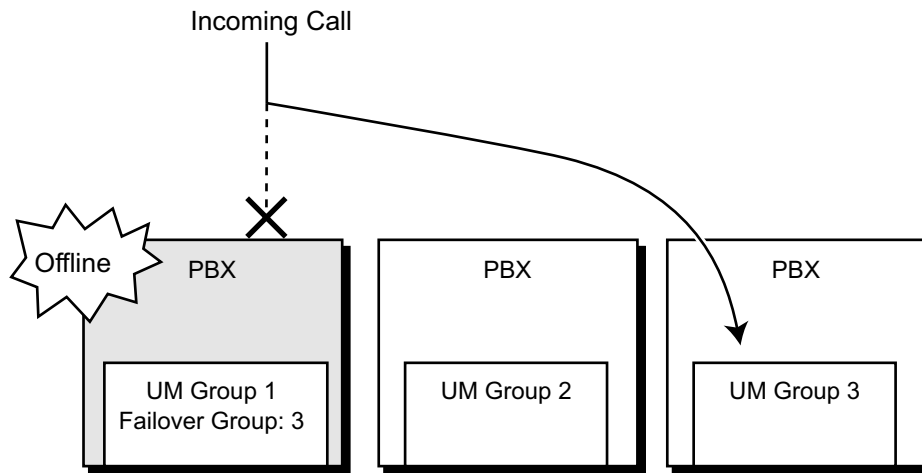 Incoming Call
Offline
PBX
PBX
PBX
UM Group 1
Failover Group: 3
UM Group 2
UM Group 3